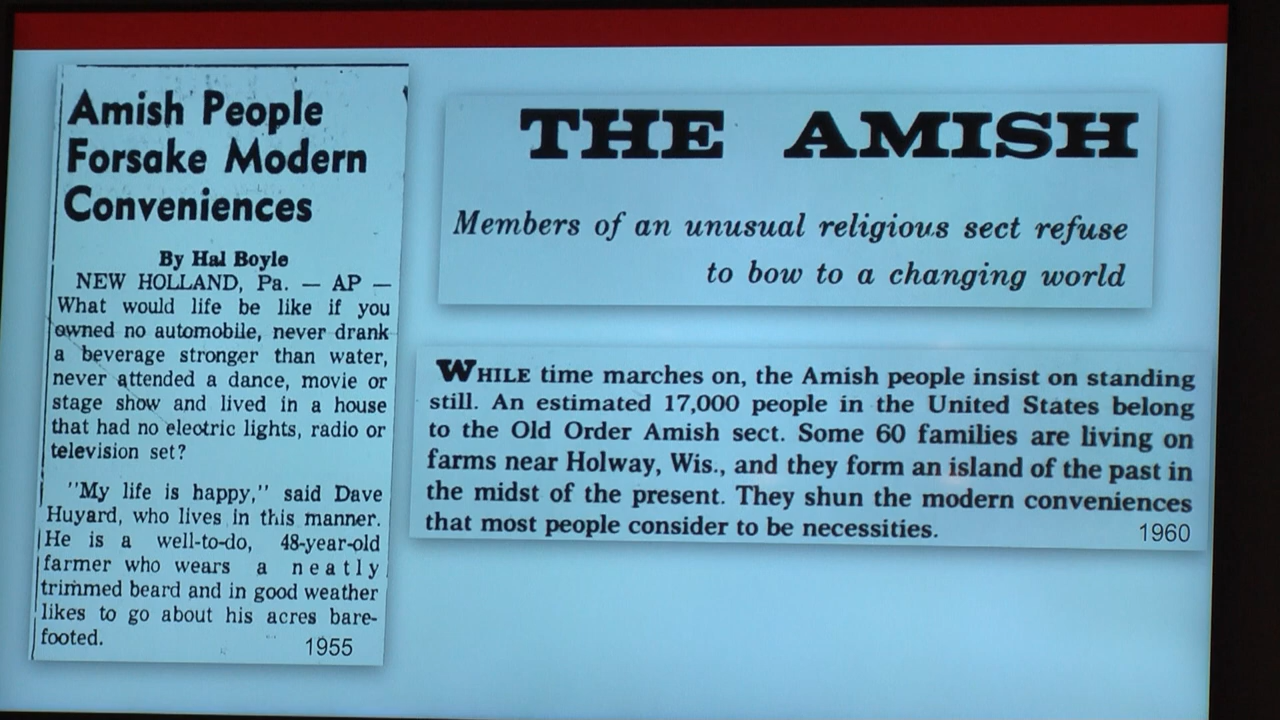 Amish People
Forsake Modern
Conveniences
By Hal Boyle
NEW HOLLAND, Pa. — AP —
What would life be like if you
owned no automobile, never drank
a beverage stronger than water,
never attended a dance, movie or
stage show and lived in a house
that had no electric lights, radio or
television set?
"My life is happy," said Dave
Huyard, who lives in this manner.
He is a well-to-do, 48-year-old
farmer who wears a neatly
trimmed beard and in good weather
likes to go about his acres bare-
footed.
1955
THE AMISH
Members of an unusual religious sect refuse
to bow to a changing world
WHILE time marches on, the Amish people insist on standing
still. An estimated 17,000 people in the United States belong
to the Old Order Amish sect. Some 60 families are living on
farms near Holway, Wis., and they form an island of the past in
the midst of the present. They shun the modern conveniences
that most people consider to be necessities.
1960